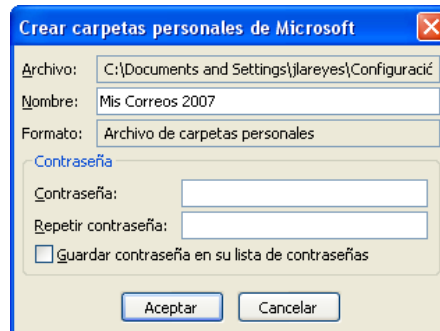 Crear carpetas personales de Microsoft
Archivo: C:\Documents and Settings\jlareyes\Configuració
Nombre: Mis Correos 2007
Formato: Archivo de carpetas personales
Contraseña
Contraseña:
Repetir contraseña:
Guardar contraseña en su lista de contraseñas
Aceptar Cancelar